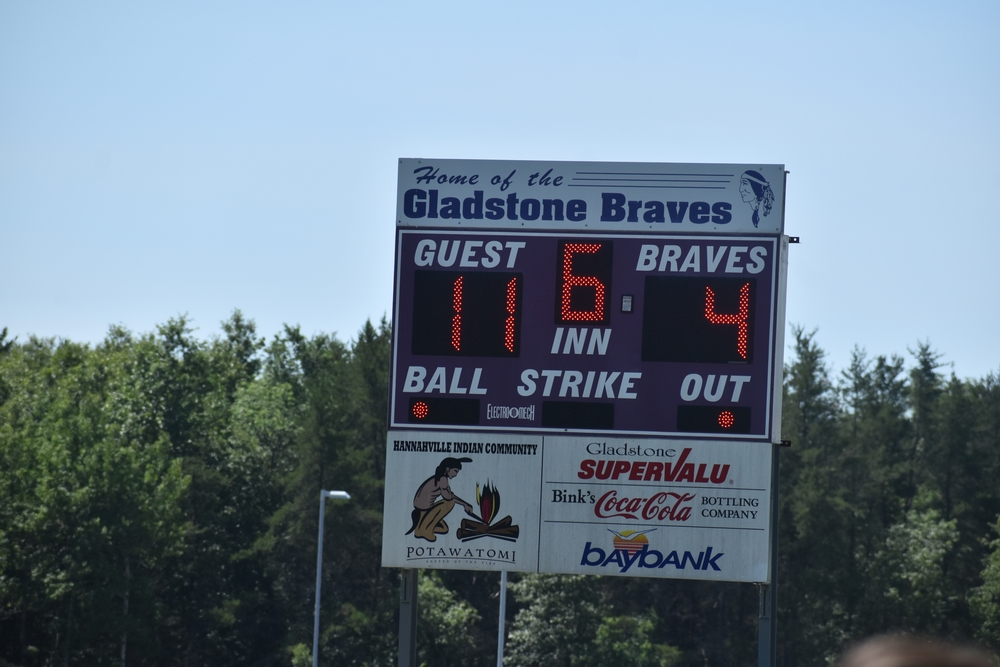 Home of the
Gladstone Braves
GUEST 6 BRAVES
11 4
INN
BALL STRIKE OUT
ELECTRO-MECH
HANNAHVILLE INDIAN COMMUNITY
POTAWATOMI
Gladstone
SUPERVALU
Bink's Coca-Cola BOTTLING
COMPANY
baybank